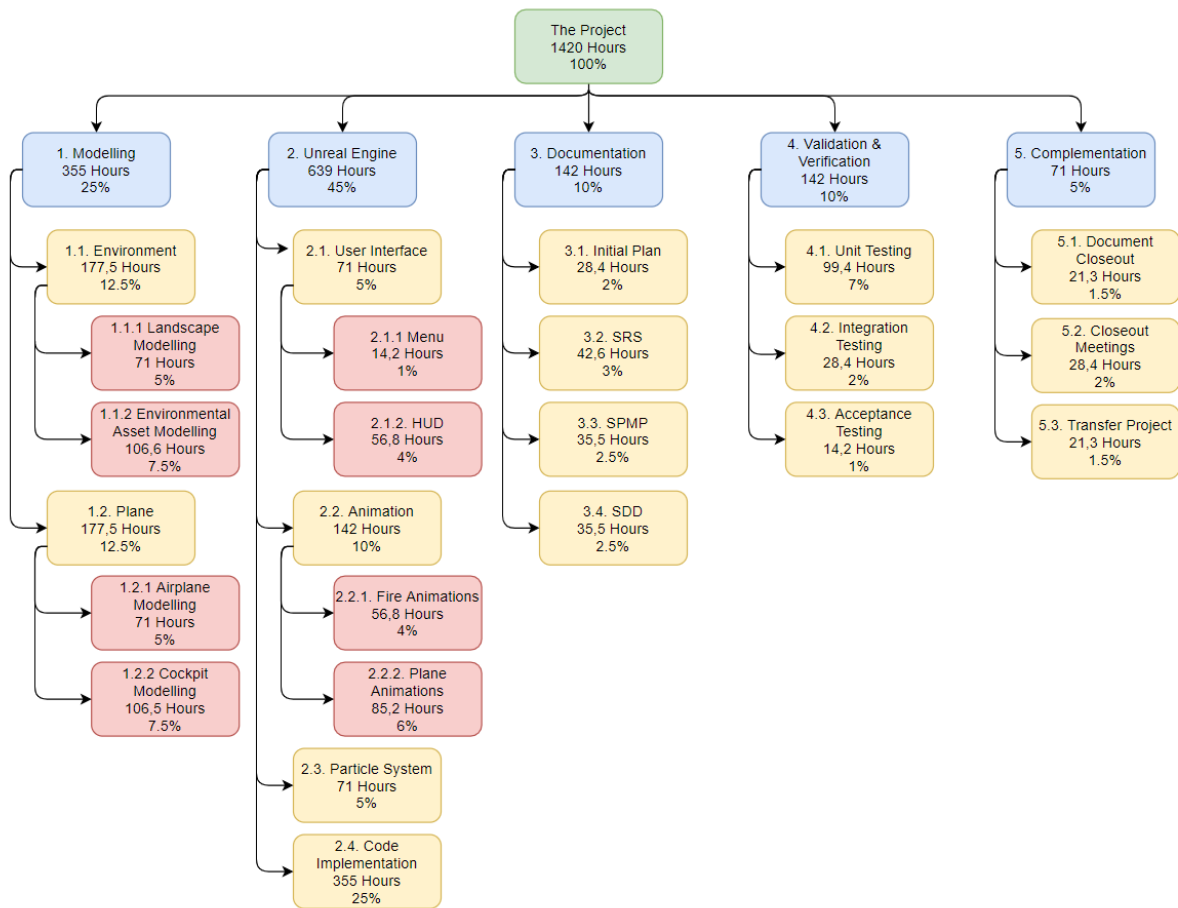 The Project
1420 Hours
100%
1. Modelling
355 Hours
25%
1.1. Environment
177,5 Hours
12.5%
1.1.1 Landscape
Modelling
71 Hours
5%
1.1.2 Environmental
Asset Modelling
106,6 Hours
7.5%
1.2. Plane
177,5 Hours
12.5%
1.2.1 Airplane
Modelling
71 Hours
5%
1.2.2 Cockpit
Modelling
106,5 Hours
7.5%
2. Unreal Engine
639 Hours
45%
2.1. User Interface
71 Hours
5%
2.1.1 Menu
14,2 Hours
1%
2.1.2. HUD
56,8 Hours
4%
2.2. Animation
142 Hours
10%
2.2.1. Fire Animations
56,8 Hours
4%
2.2.2. Plane
Animations
85,2 Hours
6%
2.3. Particle System
71 Hours
5%
2.4. Code
Implementation
355 Hours
25%
3. Documentation
142 Hours
10%
3.1. Initial Plan
28,4 Hours
2%
3.2. SRS
42,6 Hours
3%
3.3. SPMP
35,5 Hours
2.5%
3.4. SDD
35,5 Hours
2.5%
4. Validation &
Verification
142 Hours
10%
4.1. Unit Testing
99,4 Hours
7%
4.2. Integration
Testing
28,4 Hours
2%
4.3. Acceptance
Testing
14,2 Hours
1%
5. Complementation
71 Hours
5%
5.1. Document
Closeout
21,3 Hours
1.5%
5.2. Closeout
Meetings
28,4 Hours
2%
5.3. Transfer Project
21,3 Hours
1.5%